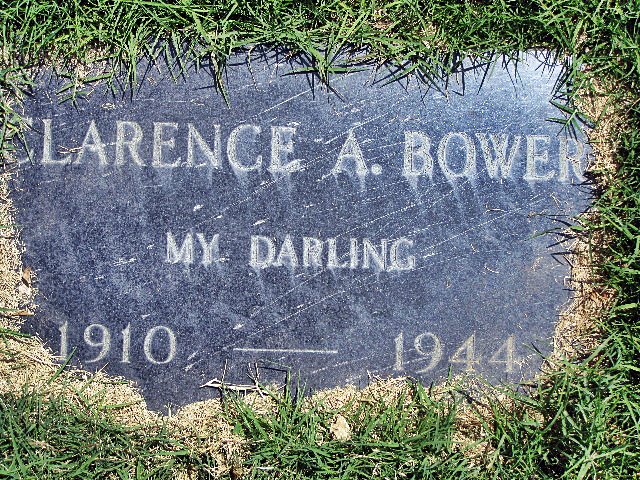 CLARENCE A. BOWER
MY DARLING
1910 — 1944